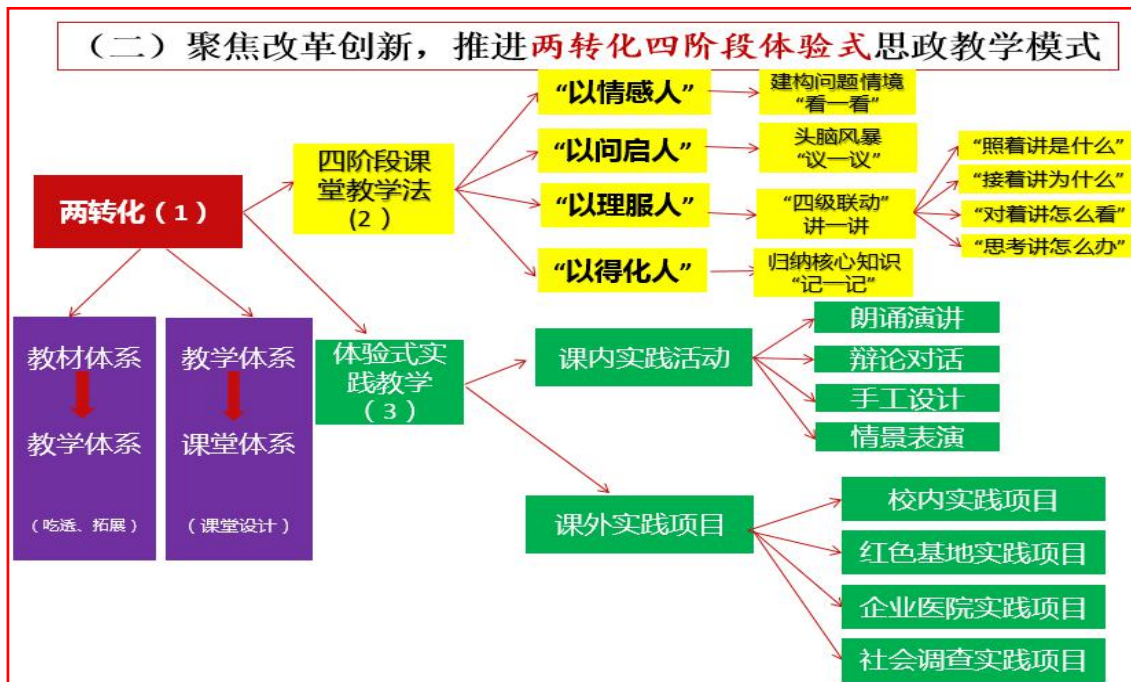 （二）聚焦改革创新，推进两转化四阶段体验式思政教学模式
两转化（1）
教材体系
教学体系
（吃透、拓展）
教学体系
课堂体系
（课堂设计）
四阶段课
堂教学法
(2)
“以情感人”
建构问题情境
“看一看”
“以问启人”
头脑风暴
“议一议”
“以理服人”
“四级联动”
讲一讲
“照着讲是什么”
“接着讲为什么”
“对着讲怎么看”
“思考讲怎么办”
“以得化人”
归纳核心知识
“记一记”
体验式实
践教学
（3）
课内实践活动
朗诵演讲
辩论对话
手工设计
情景表演
课外实践项目
校内实践项目
红色基地实践项目
企业医院实践项目
社会调查实践项目